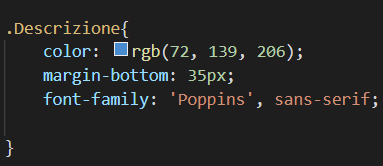 .Descrizione{
color: rgb(72, 139, 206);
margin-bottom: 35px;
font-family: 'Poppins', sans-serif;
}